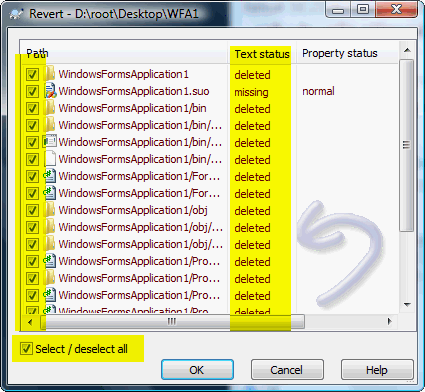 Revert - D:\root\Desktop\WFA1
Path Text status Property status
WindowsFormsApplication1 deleted
WindowsFormsApplication1.suo missing normal
WindowsFormsApplication1/bin deleted
WindowsFormsApplication1/bin/... deleted
WindowsFormsApplication1/bin/... deleted
WindowsFormsApplication1/bin/... deleted
WindowsFormsApplication1/For... deleted
WindowsFormsApplication1/For... deleted
WindowsFormsApplication1/obj deleted
WindowsFormsApplication1/obj/... deleted
WindowsFormsApplication1/obj/... deleted
WindowsFormsApplication1/Pro... deleted
WindowsFormsApplication1/Pro... deleted
WindowsFormsApplication1/Pro... deleted
WindowsFormsApplication1/Pro... deleted
Select / deselect all
OK Cancel Help